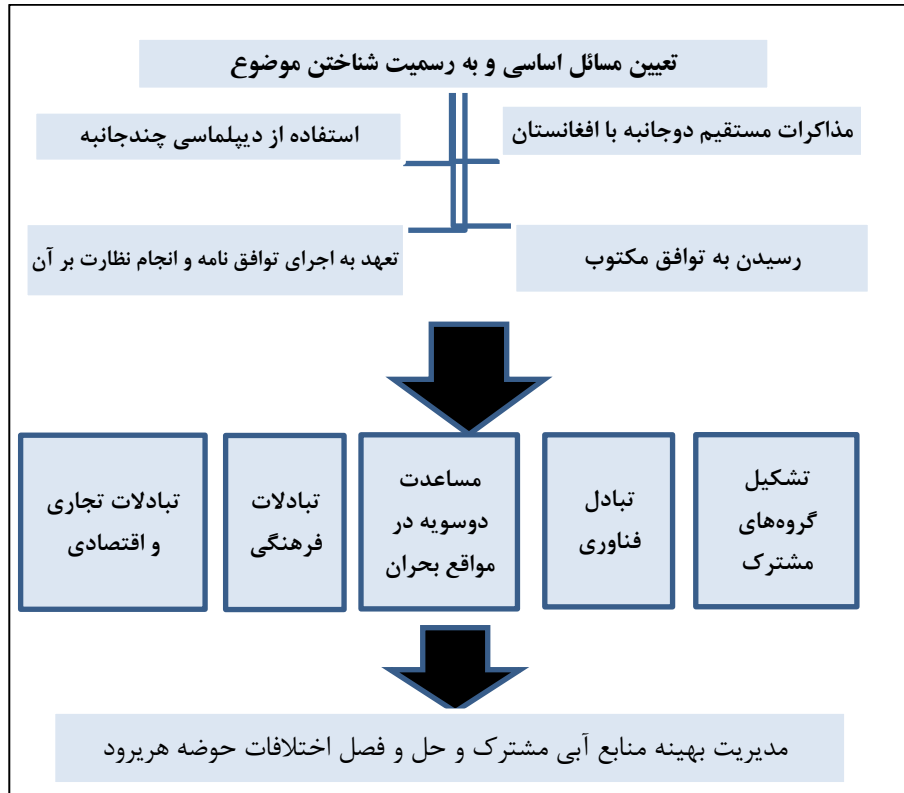 تعیین مسائل اساسی و به رسمیت شناختن موضوع
مذاکرات مستقیم دوجانبه با افغانستان
استفاده از دیپلماسی چندجانبه
رسیدن به توافق مکتوب
تعهد به اجرای توافق نامه و انجام نظارت بر آن
تشکیل
گروه‌های
مشترک
تبادل
فناوری
مساعدت
دوسویه در
مواقع بحران
تبادلات
فرهنگی
تبادلات تجاری
و اقتصادی
مدیریت بهینه منابع آبی مشترک و حل و فصل اختلافات حوضه هریرود